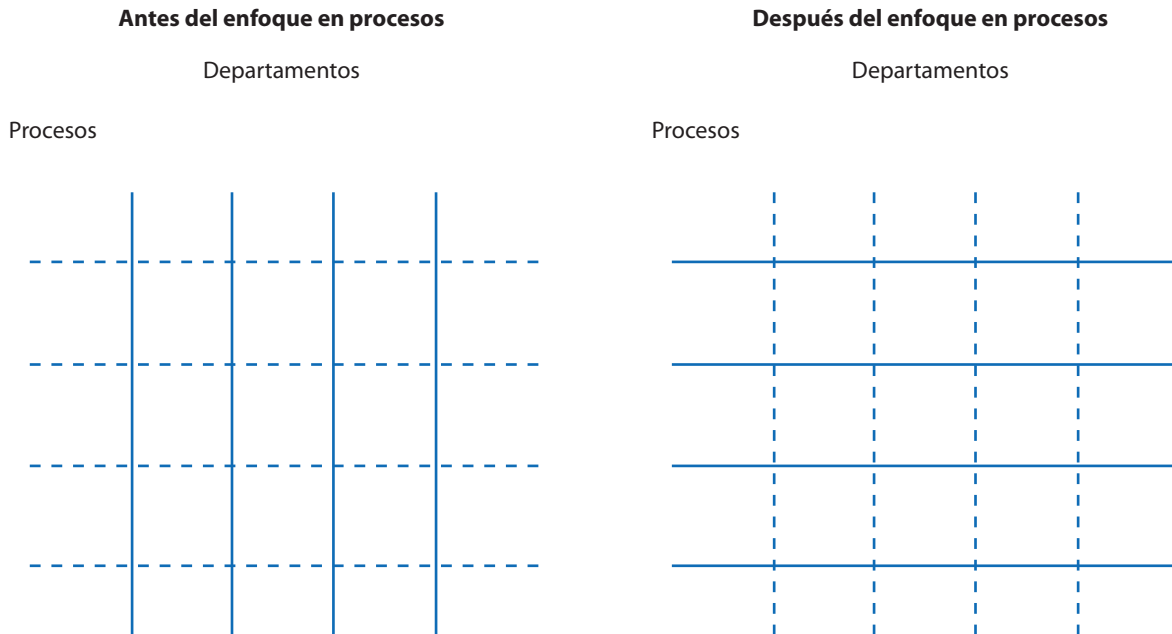 Antes del enfoque en procesos
Departamentos
Procesos
Después del enfoque en procesos
Departamentos
Procesos